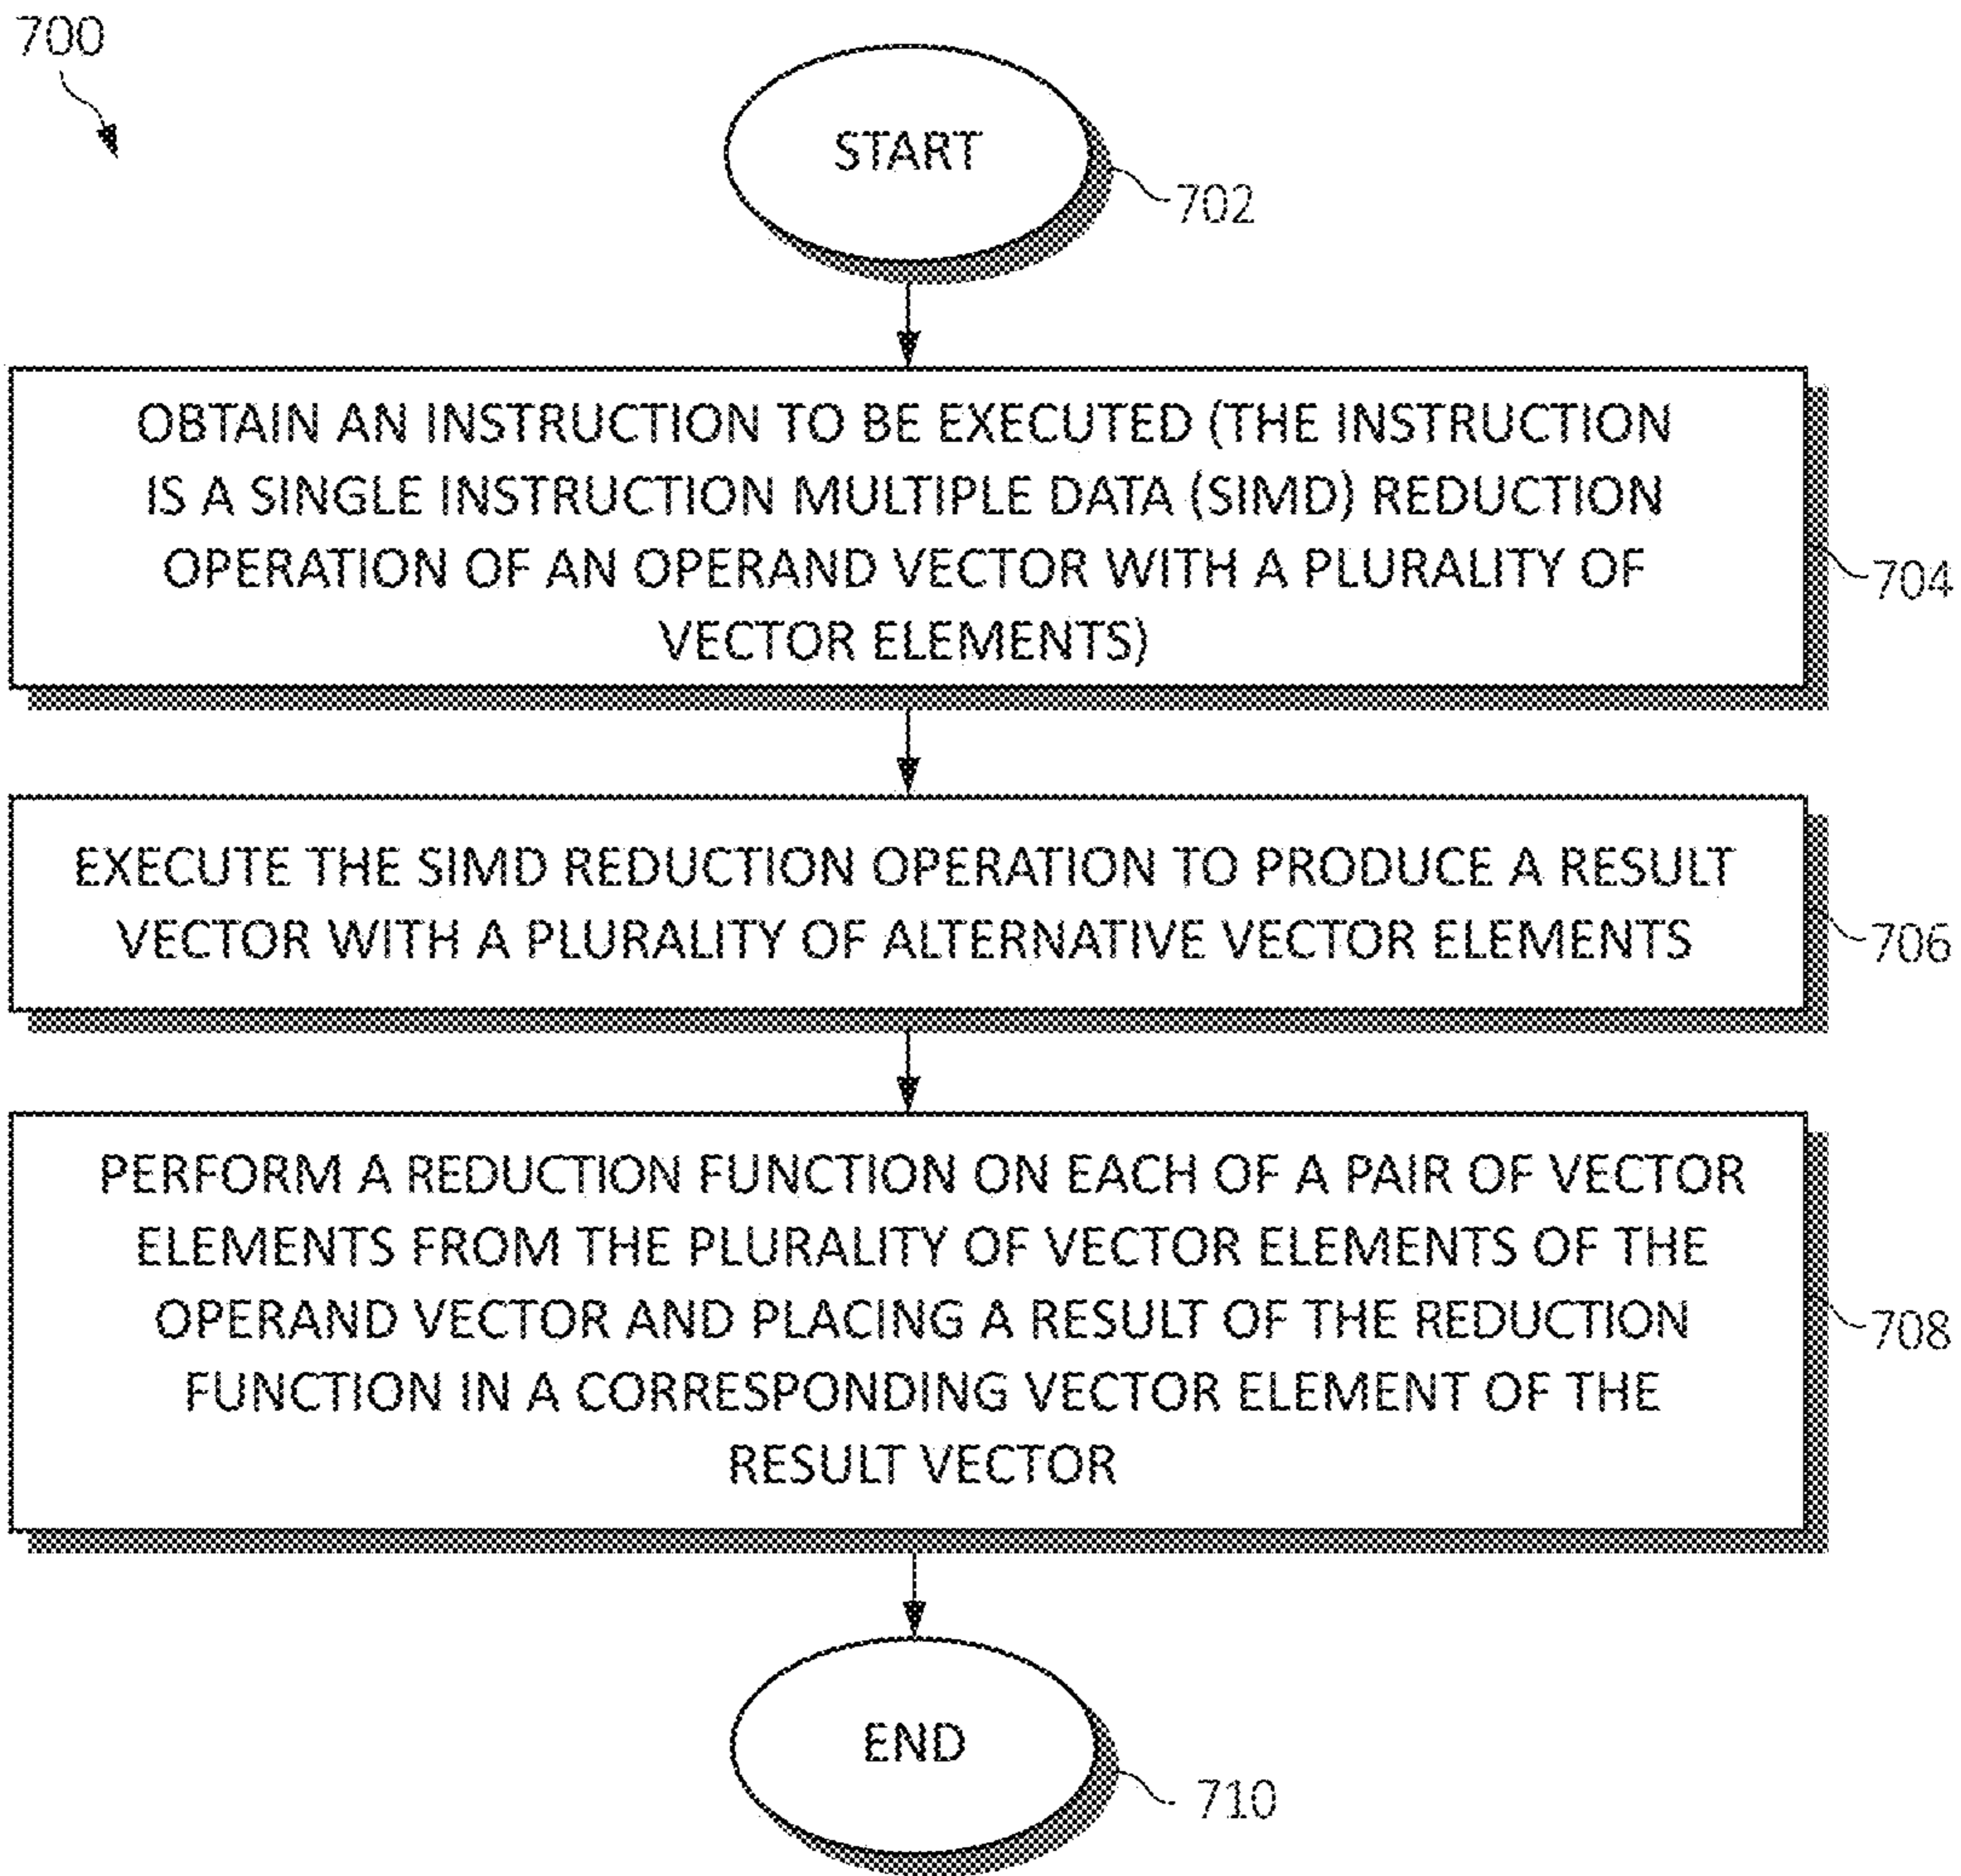 700
START
702
OBTAIN AN INSTRUCTION TO BE EXECUTED (THE INSTRUCTION
IS A SINGLE INSTRUCTION MULTIPLE DATA (SIMD) REDUCTION
OPERATION OF AN OPERAND VECTOR WITH A PLURALITY OF
VECTOR ELEMENTS)
704
EXECUTE THE SIMD REDUCTION OPERATION TO PRODUCE A RESULT
VECTOR WITH A PLURALITY OF ALTERNATIVE VECTOR ELEMENTS
706
PERFORM A REDUCTION FUNCTION ON EACH OF A PAIR OF VECTOR
ELEMENTS FROM THE PLURALITY OF VECTOR ELEMENTS OF THE
OPERAND VECTOR AND PLACING A RESULT OF THE REDUCTION
FUNCTION IN A CORRESPONDING VECTOR ELEMENT OF THE
RESULT VECTOR
708
END
710